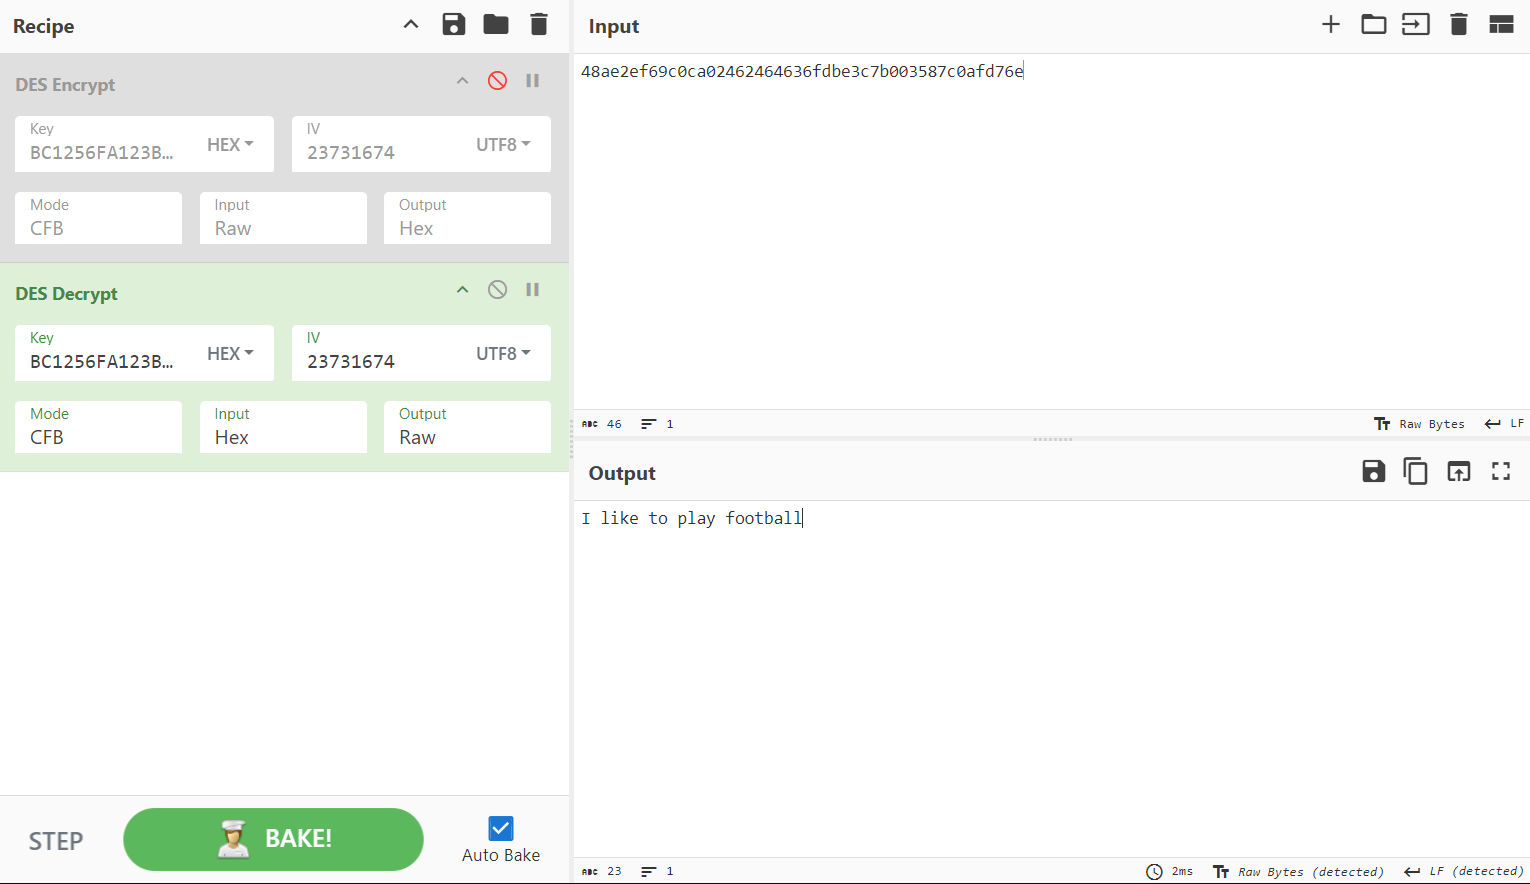 Recipe
DES Encrypt
Key
BC1256FA123B...
HEX
IV
23731674
UTF8
Mode
CFB
Input
Raw
Output
Hex
DES Decrypt
Key
BC1256FA123B...
HEX
IV
23731674
UTF8
Mode
CFB
Input
Hex
Output
Raw
STEP
BAKE!
Auto Bake
Input
48ae2ef69c0ca02462464636fdbe3c7b003587c0afd76e
ABC 46 1
Raw Bytes LF
Output
I like to play football
ABC 23 1
2ms Raw Bytes (detected) LF (detected)